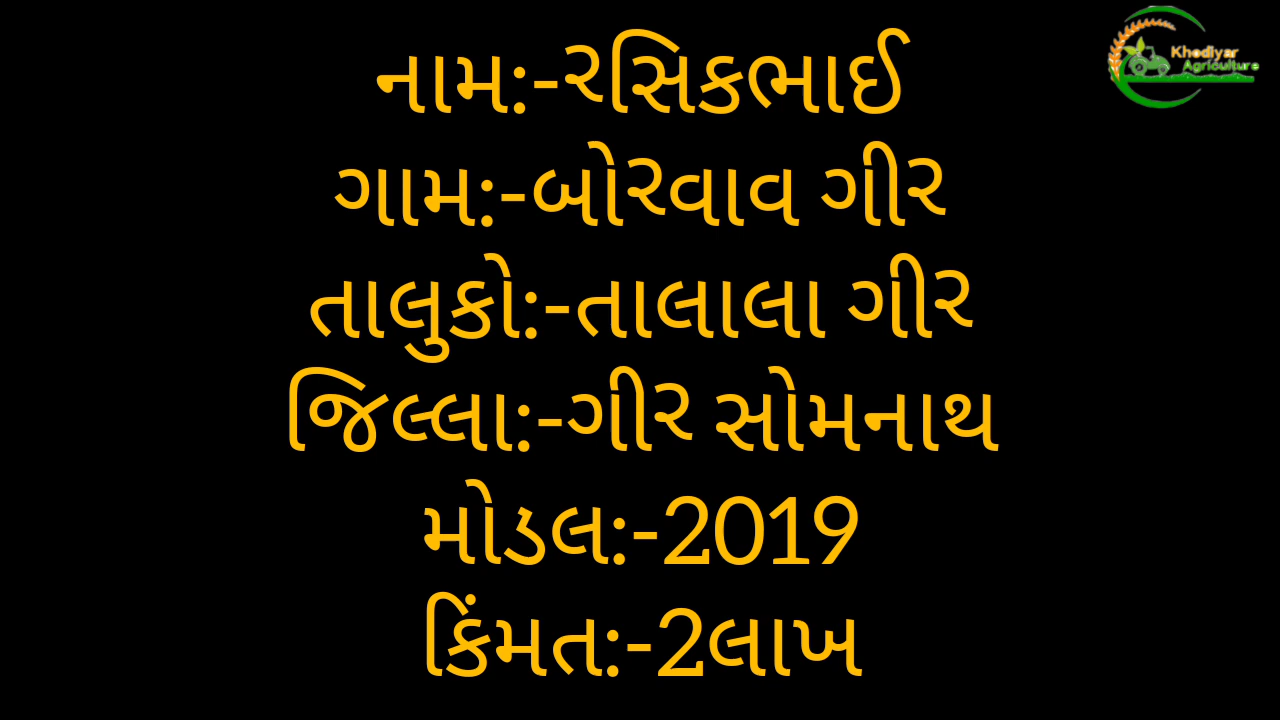 નામ:-રસિકભાઈ
ગામ:-બોરવાવ ગીર
તાલુકો:-તાલાલા ગીર
જિલ્લા:-ગીર સોમનાથ
મોડલ:-2019
કિંમત:-2લાખ
Khodiyar
Agriculture